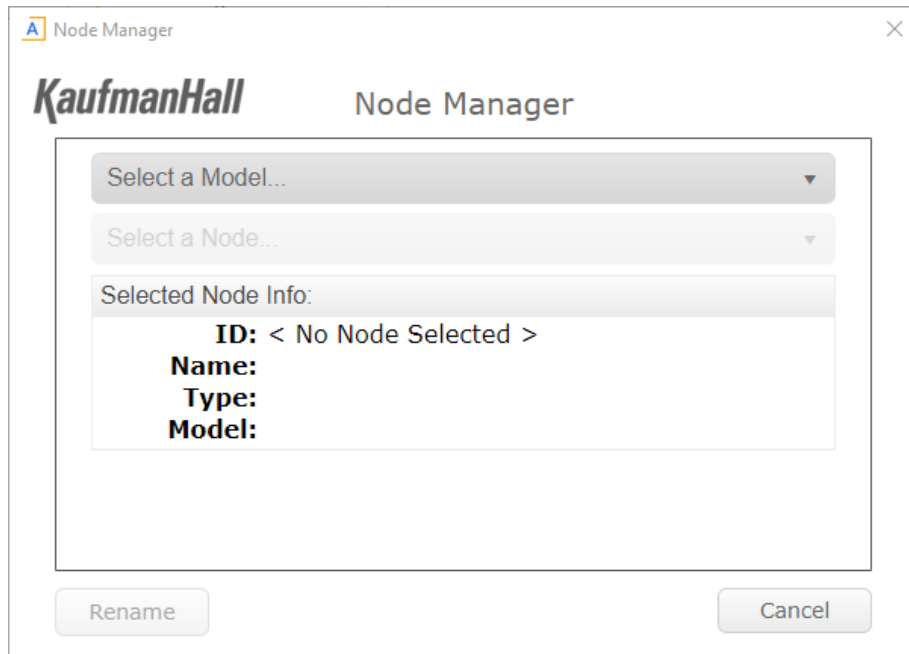 A Node Manager
KaufmanHall
Node Manager
Select a Model...
Select a Node...
Selected Node Info:
ID: < No Node Selected >
Name:
Type:
Model:
Rename
Cancel